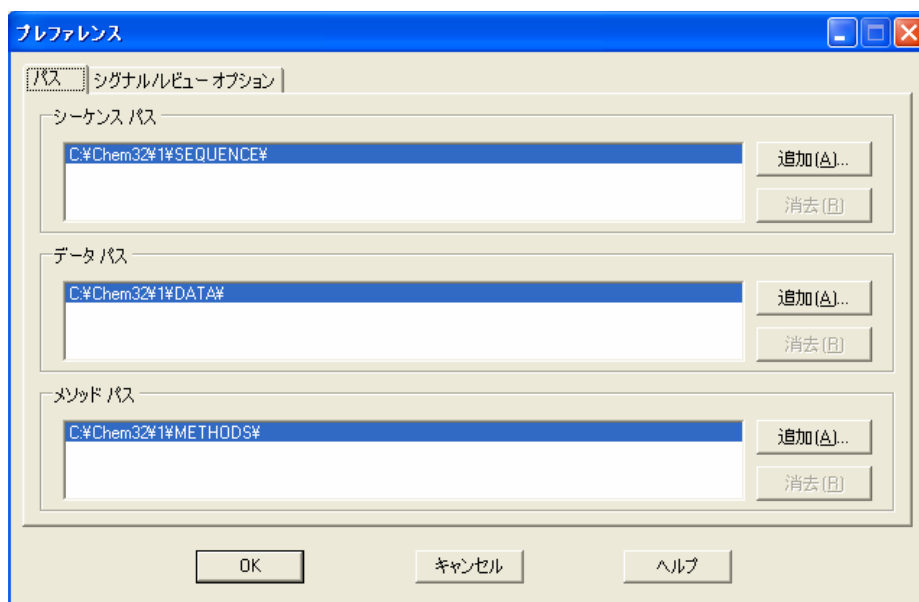 プレファレンス
パス
シグナル/レビュー オプション
シーケンス パス
C:¥Chem32¥1¥SEQUENCE¥
追加(A)...
消去(R)
データ パス
C:¥Chem32¥1¥DATA¥
追加(A)...
消去(R)
メソッド パス
C:¥Chem32¥1¥METHODS¥
追加(A)...
消去(R)
OK
キャンセル
ヘルプ